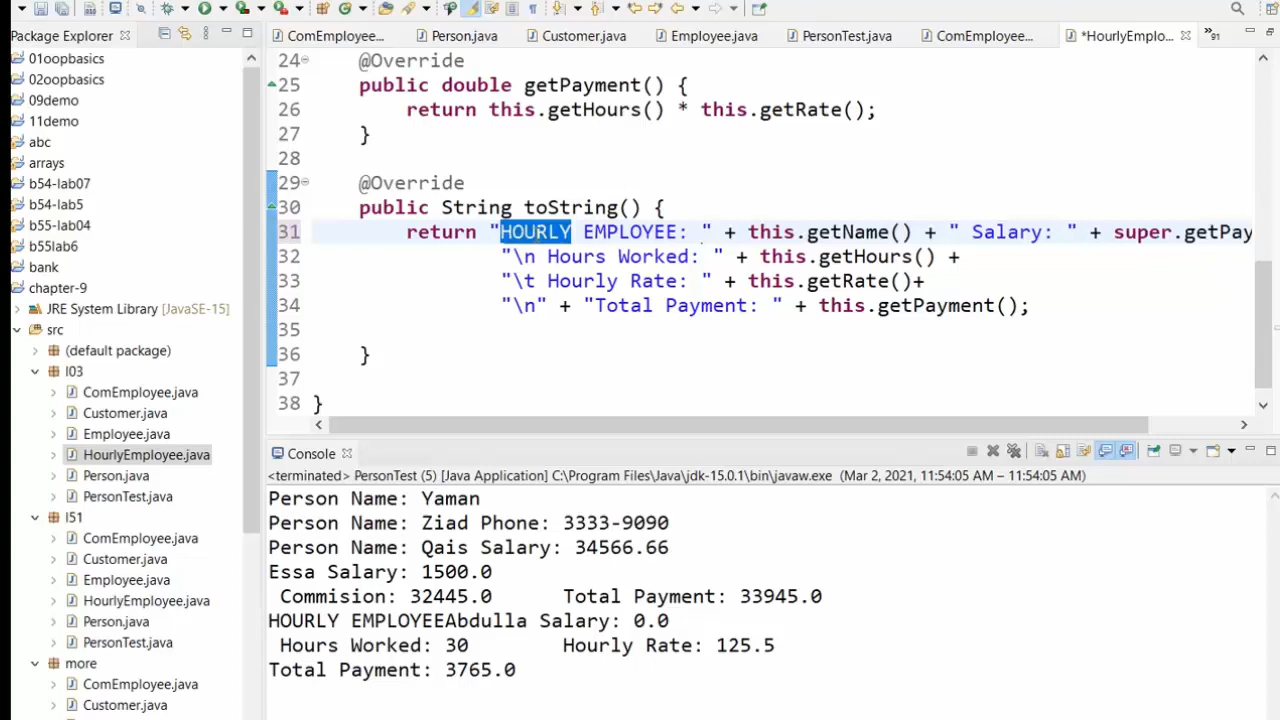 Package Explorer
ComEmployee...
Person.java
Customer.java
Employee.java
PersonTest.java
ComEmployee...
*HourlyEmplo...
»91
01oopbasics
02oopbasics
09demo
11demo
abc
arrays
b54-lab07
b54-lab5
b55-lab04
b55lab6
bank
chapter-9
JRE System Library [JavaSE-15]
src
(default package)
l03
ComEmployee.java
Customer.java
Employee.java
HourlyEmployee.java
Person.java
PersonTest.java
l51
ComEmployee.java
Customer.java
Employee.java
HourlyEmployee.java
Person.java
PersonTest.java
more
ComEmployee.java
Customer.java
24 @Override
25 public double getPayment() {
26 return this.getHours() * this.getRate();
27 }
28
29 @Override
30 public String toString() {
31 return "HOURLY EMPLOYEE: " + this.getName() + " Salary: " + super.getPay
32 "\n Hours Worked: " + this.getHours() +
33 "\t Hourly Rate: " + this.getRate()+
34 "\n" + "Total Payment: " + this.getPayment();
35
36 }
37
38 }
Console
<terminated> PersonTest (5) [Java Application] C:\Program Files\Java\jdk-15.0.1\bin\javaw.exe (Mar 2, 2021, 11:54:05 AM – 11:54:05 AM)
Person Name: Yaman
Person Name: Ziad Phone: 3333-9090
Person Name: Qais Salary: 34566.66
Essa Salary: 1500.0
Commision: 32445.0 Total Payment: 33945.0
HOURLY EMPLOYEEAbdulla Salary: 0.0
Hours Worked: 30 Hourly Rate: 125.5
Total Payment: 3765.0